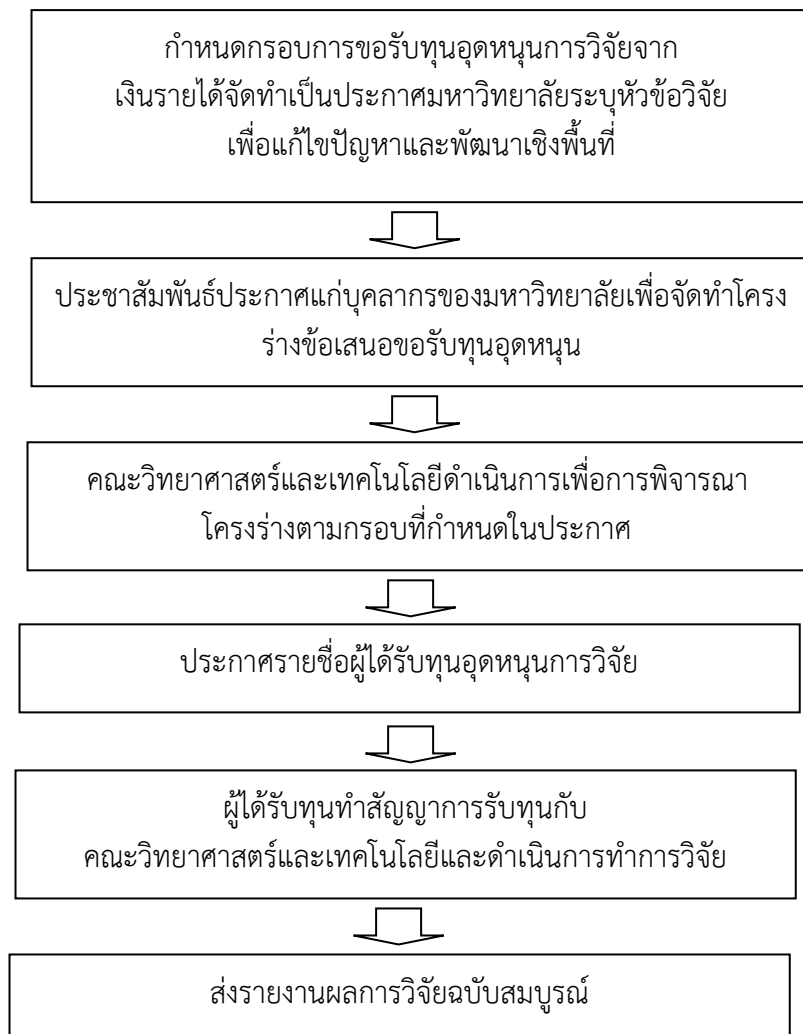 กำหนดกรอบการขอรับทุนอุดหนุนการวิจัยจาก
เงินรายได้จัดทำเป็นประกาศมหาวิทยาลัยระบุหัวข้อวิจัย
เพื่อแก้ไขปัญหาและพัฒนาเชิงพื้นที่
ประชาสัมพันธ์ประกาศแก่บุคลากรของมหาวิทยาลัยเพื่อจัดทำโครง
ร่างข้อเสนอขอรับทุนอุดหนุน
คณะวิทยาศาสตร์และเทคโนโลยีดำเนินการเพื่อการพิจารณา
โครงร่างตามกรอบที่กำหนดในประกาศ
ประกาศรายชื่อผู้ได้รับทุนอุดหนุนการวิจัย
ผู้ได้รับทุนทำสัญญาการรับทุนกับ
คณะวิทยาศาสตร์และเทคโนโลยีและดำเนินการทำการวิจัย
ส่งรายงานผลการวิจัยฉบับสมบูรณ์